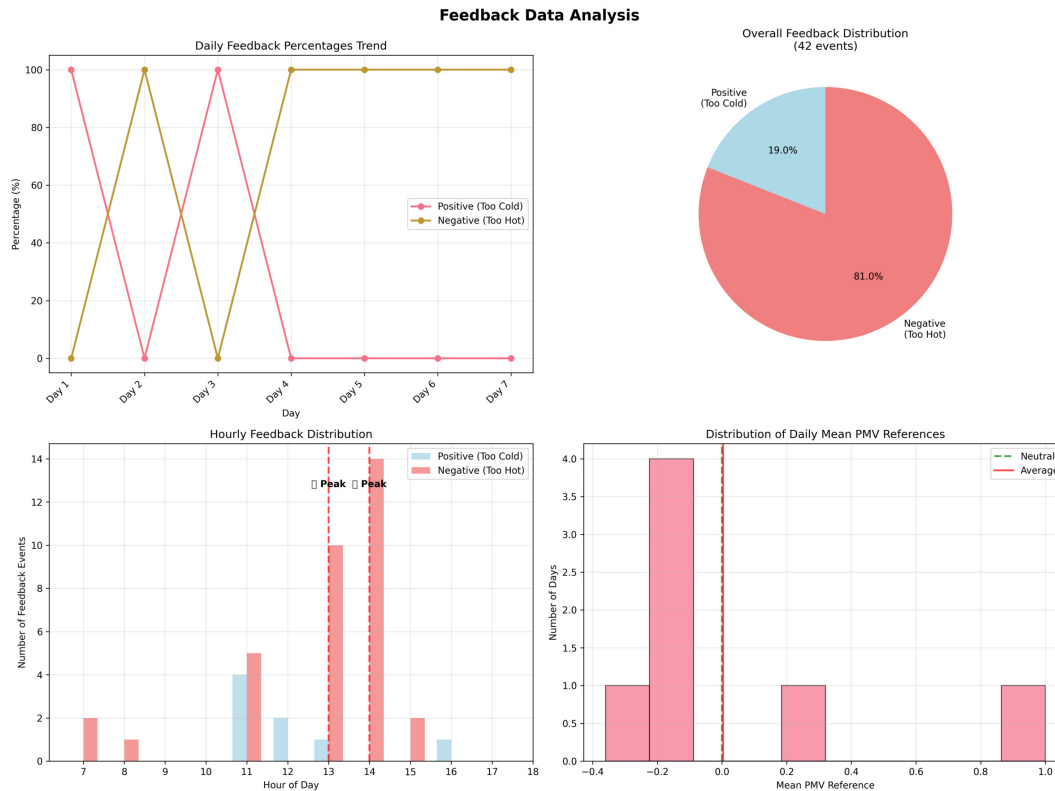 Feedback Data Analysis
Daily Feedback Percentages Trend
100
80
60
40
20
0
Percentage (%)
Positive (Too Cold)
Negative (Too Hot)
Day 1
Day 2
Day 3
Day 4
Day 5
Day 6
Day 7
Day
Overall Feedback Distribution
(42 events)
Positive
(Too Cold)
19.0%
81.0%
Negative
(Too Hot)
Hourly Feedback Distribution
14
12
10
8
6
4
2
0
Number of Feedback Events
Positive (Too Cold)
Negative (Too Hot)
Peak
Peak
7 8 9 10 11 12 13 14 15 16 17 18
Hour of Day
Distribution of Daily Mean PMV References
4.0
3.5
3.0
2.5
2.0
1.5
1.0
0.5
0.0
Number of Days
Neutral
Average
−0.4 −0.2 0.0 0.2 0.4 0.6 0.8 1.0
Mean PMV Reference